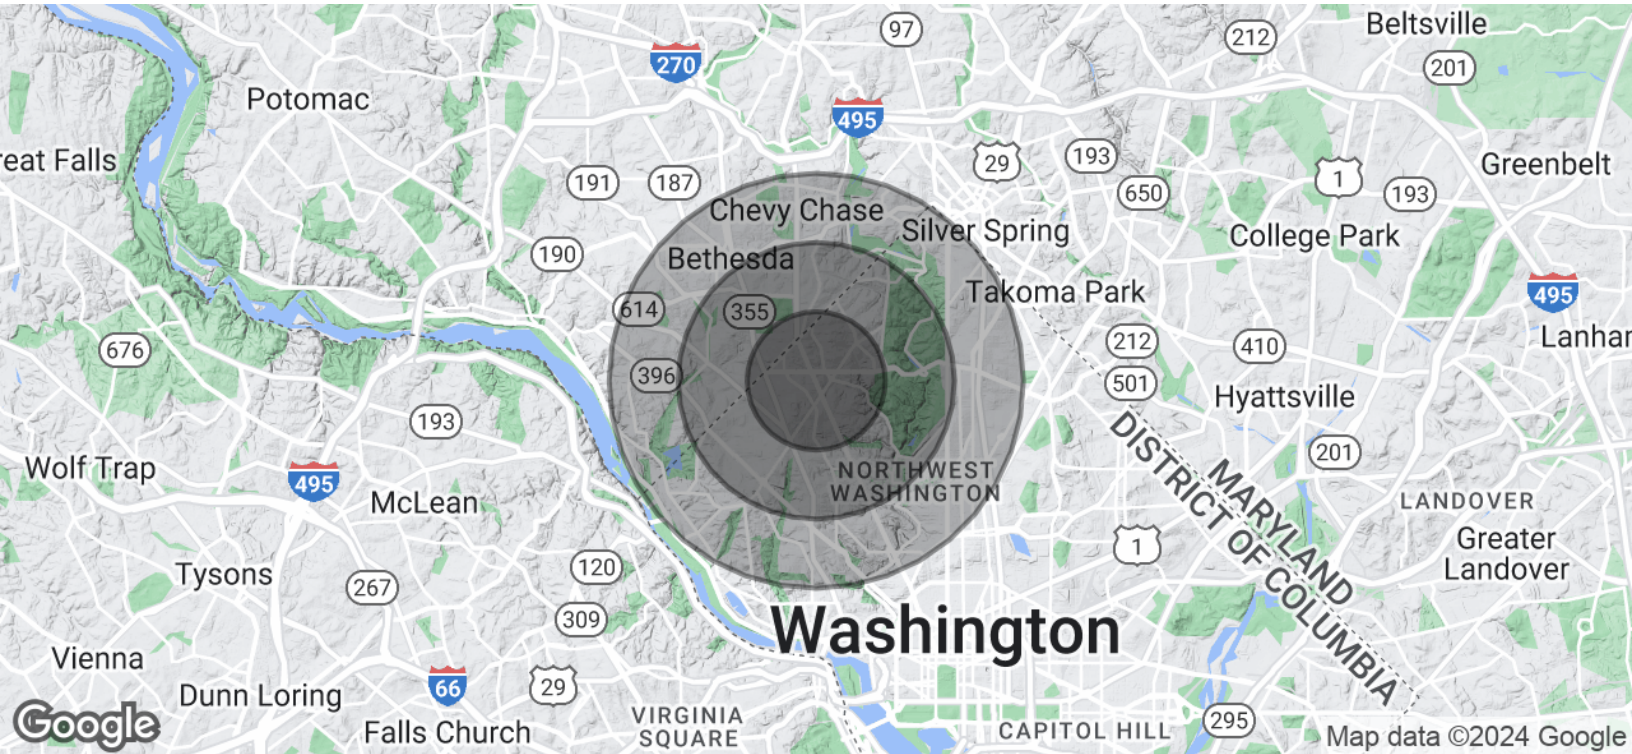 97
Beltsville
212
270
201
Potomac
495
reat Falls
29
193
Greenbelt
191
187
1
650
193
Chevy Chase
Silver Spring
College Park
190
Bethesda
Takoma Park
495
614
355
Lanhar
676
212
410
396
501
Hyattsville
193
201
Wolf Trap
495
McLean
NORTHWEST
WASHINGTON
MARYLAND
DISTRICT OF COLUMBIA
LANDOVER
Greater
Landover
1
Tysons
120
267
309
Washington
Vienna
66
29
Dunn Loring
Google
Falls Church
VIRGINIA
SQUARE
CAPITOL HILL
295
Map data ©2024 Google